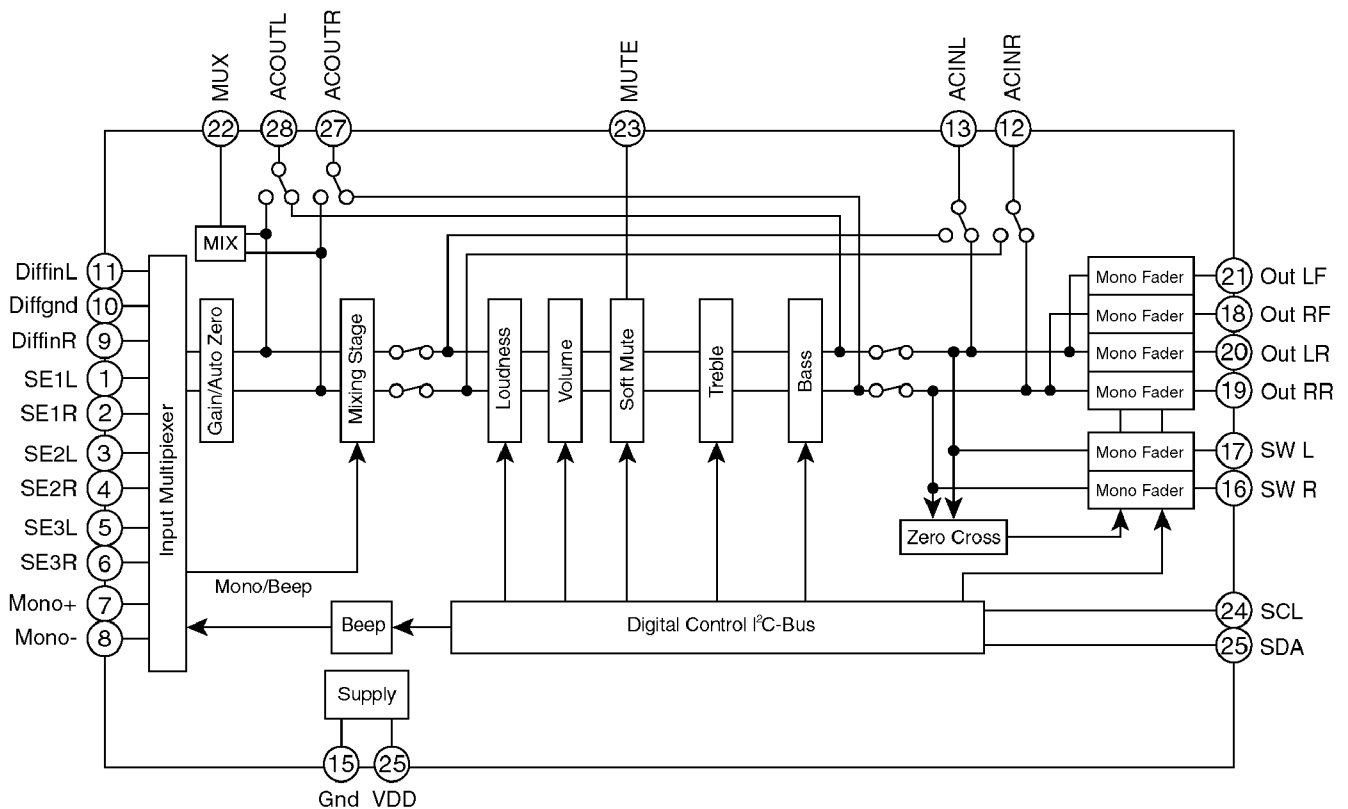 MUX
ACOUTL
ACOUTR
MUTE
ACINL
ACINR
22
28
27
23
13
12
MIX
DiffinL 11
Diffgnd 10
DiffinR 9
SE1L 1
SE1R 2
SE2L 3
SE2R 4
SE3L 5
SE3R 6
Mono+ 7
Mono- 8
Input Multipiexer
Gain/Auto Zero
Mixing Stage
Loudness
Volume
Soft Mute
Treble
Bass
Mono Fader 21 Out LF
Mono Fader 18 Out RF
Mono Fader 20 Out LR
Mono Fader 19 Out RR
Mono Fader 17 SW L
Mono Fader 16 SW R
Zero Cross
Mono/Beep
Beep
Digital Control I²C-Bus
24 SCL
25 SDA
Supply
15 25
Gnd VDD